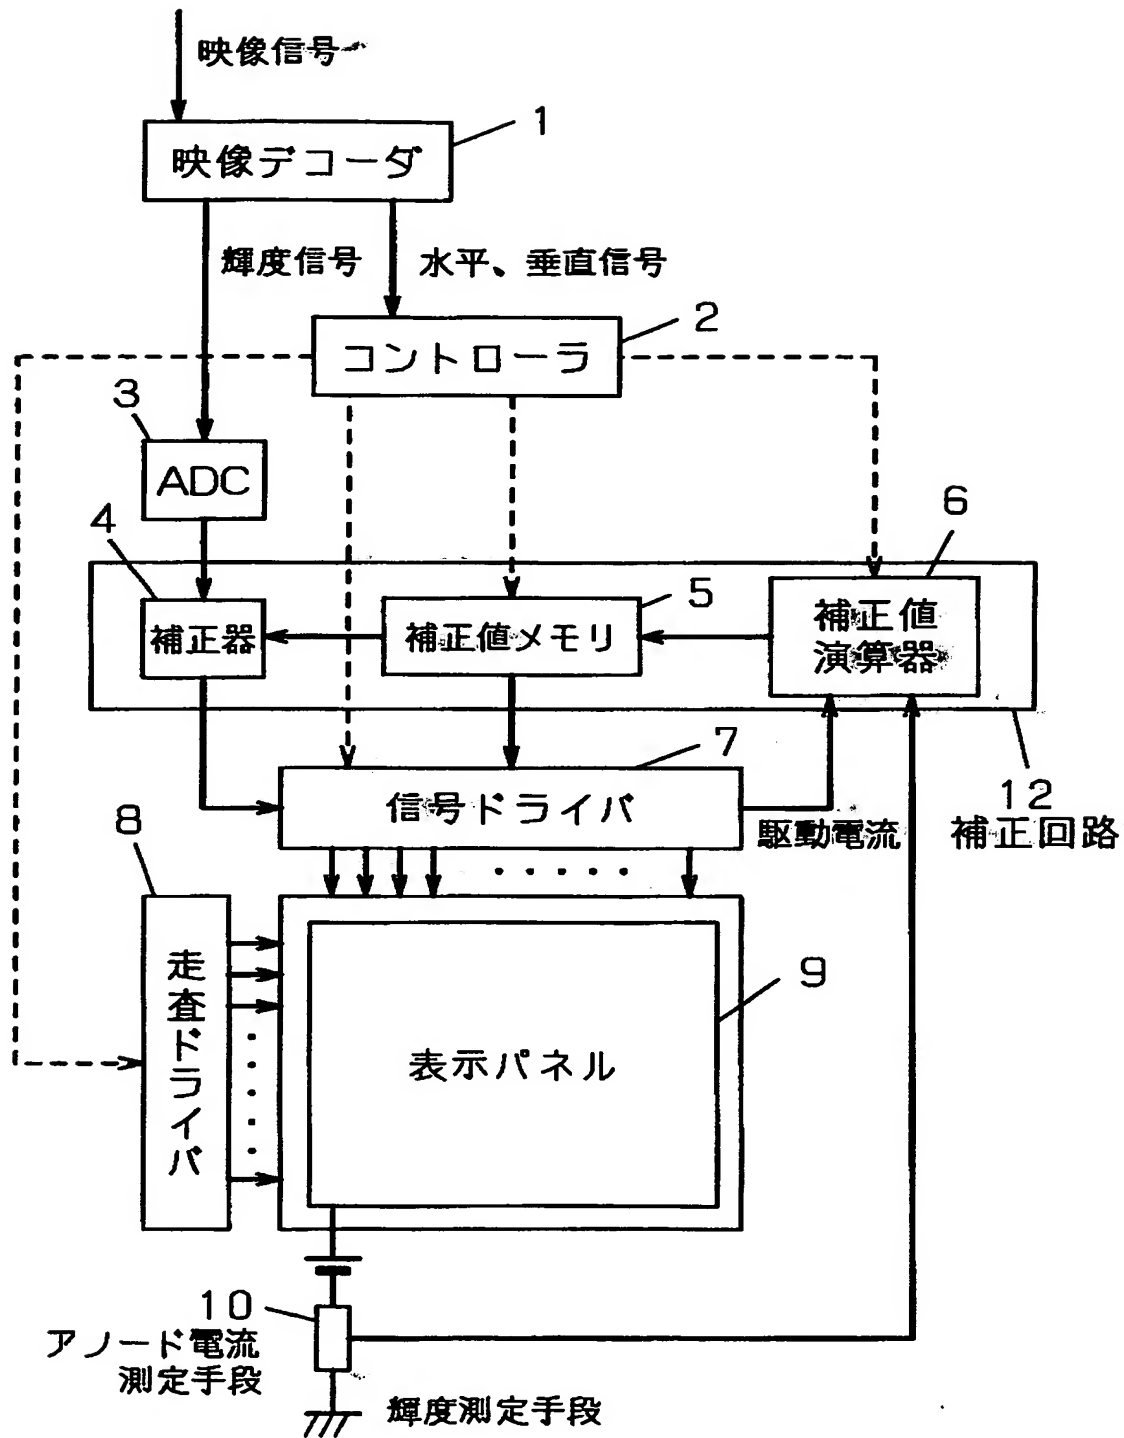 映像信号
1
映像デコーダ
輝度信号
水平、垂直信号
2
コントローラ
3
ADC
4
6
5
補正器
補正値メモリ
補正値
演算器
7
信号ドライバ
駆動電流
12
補正回路
8
走査ドライバ
9
表示パネル
10
アノード電流
測定手段
輝度測定手段